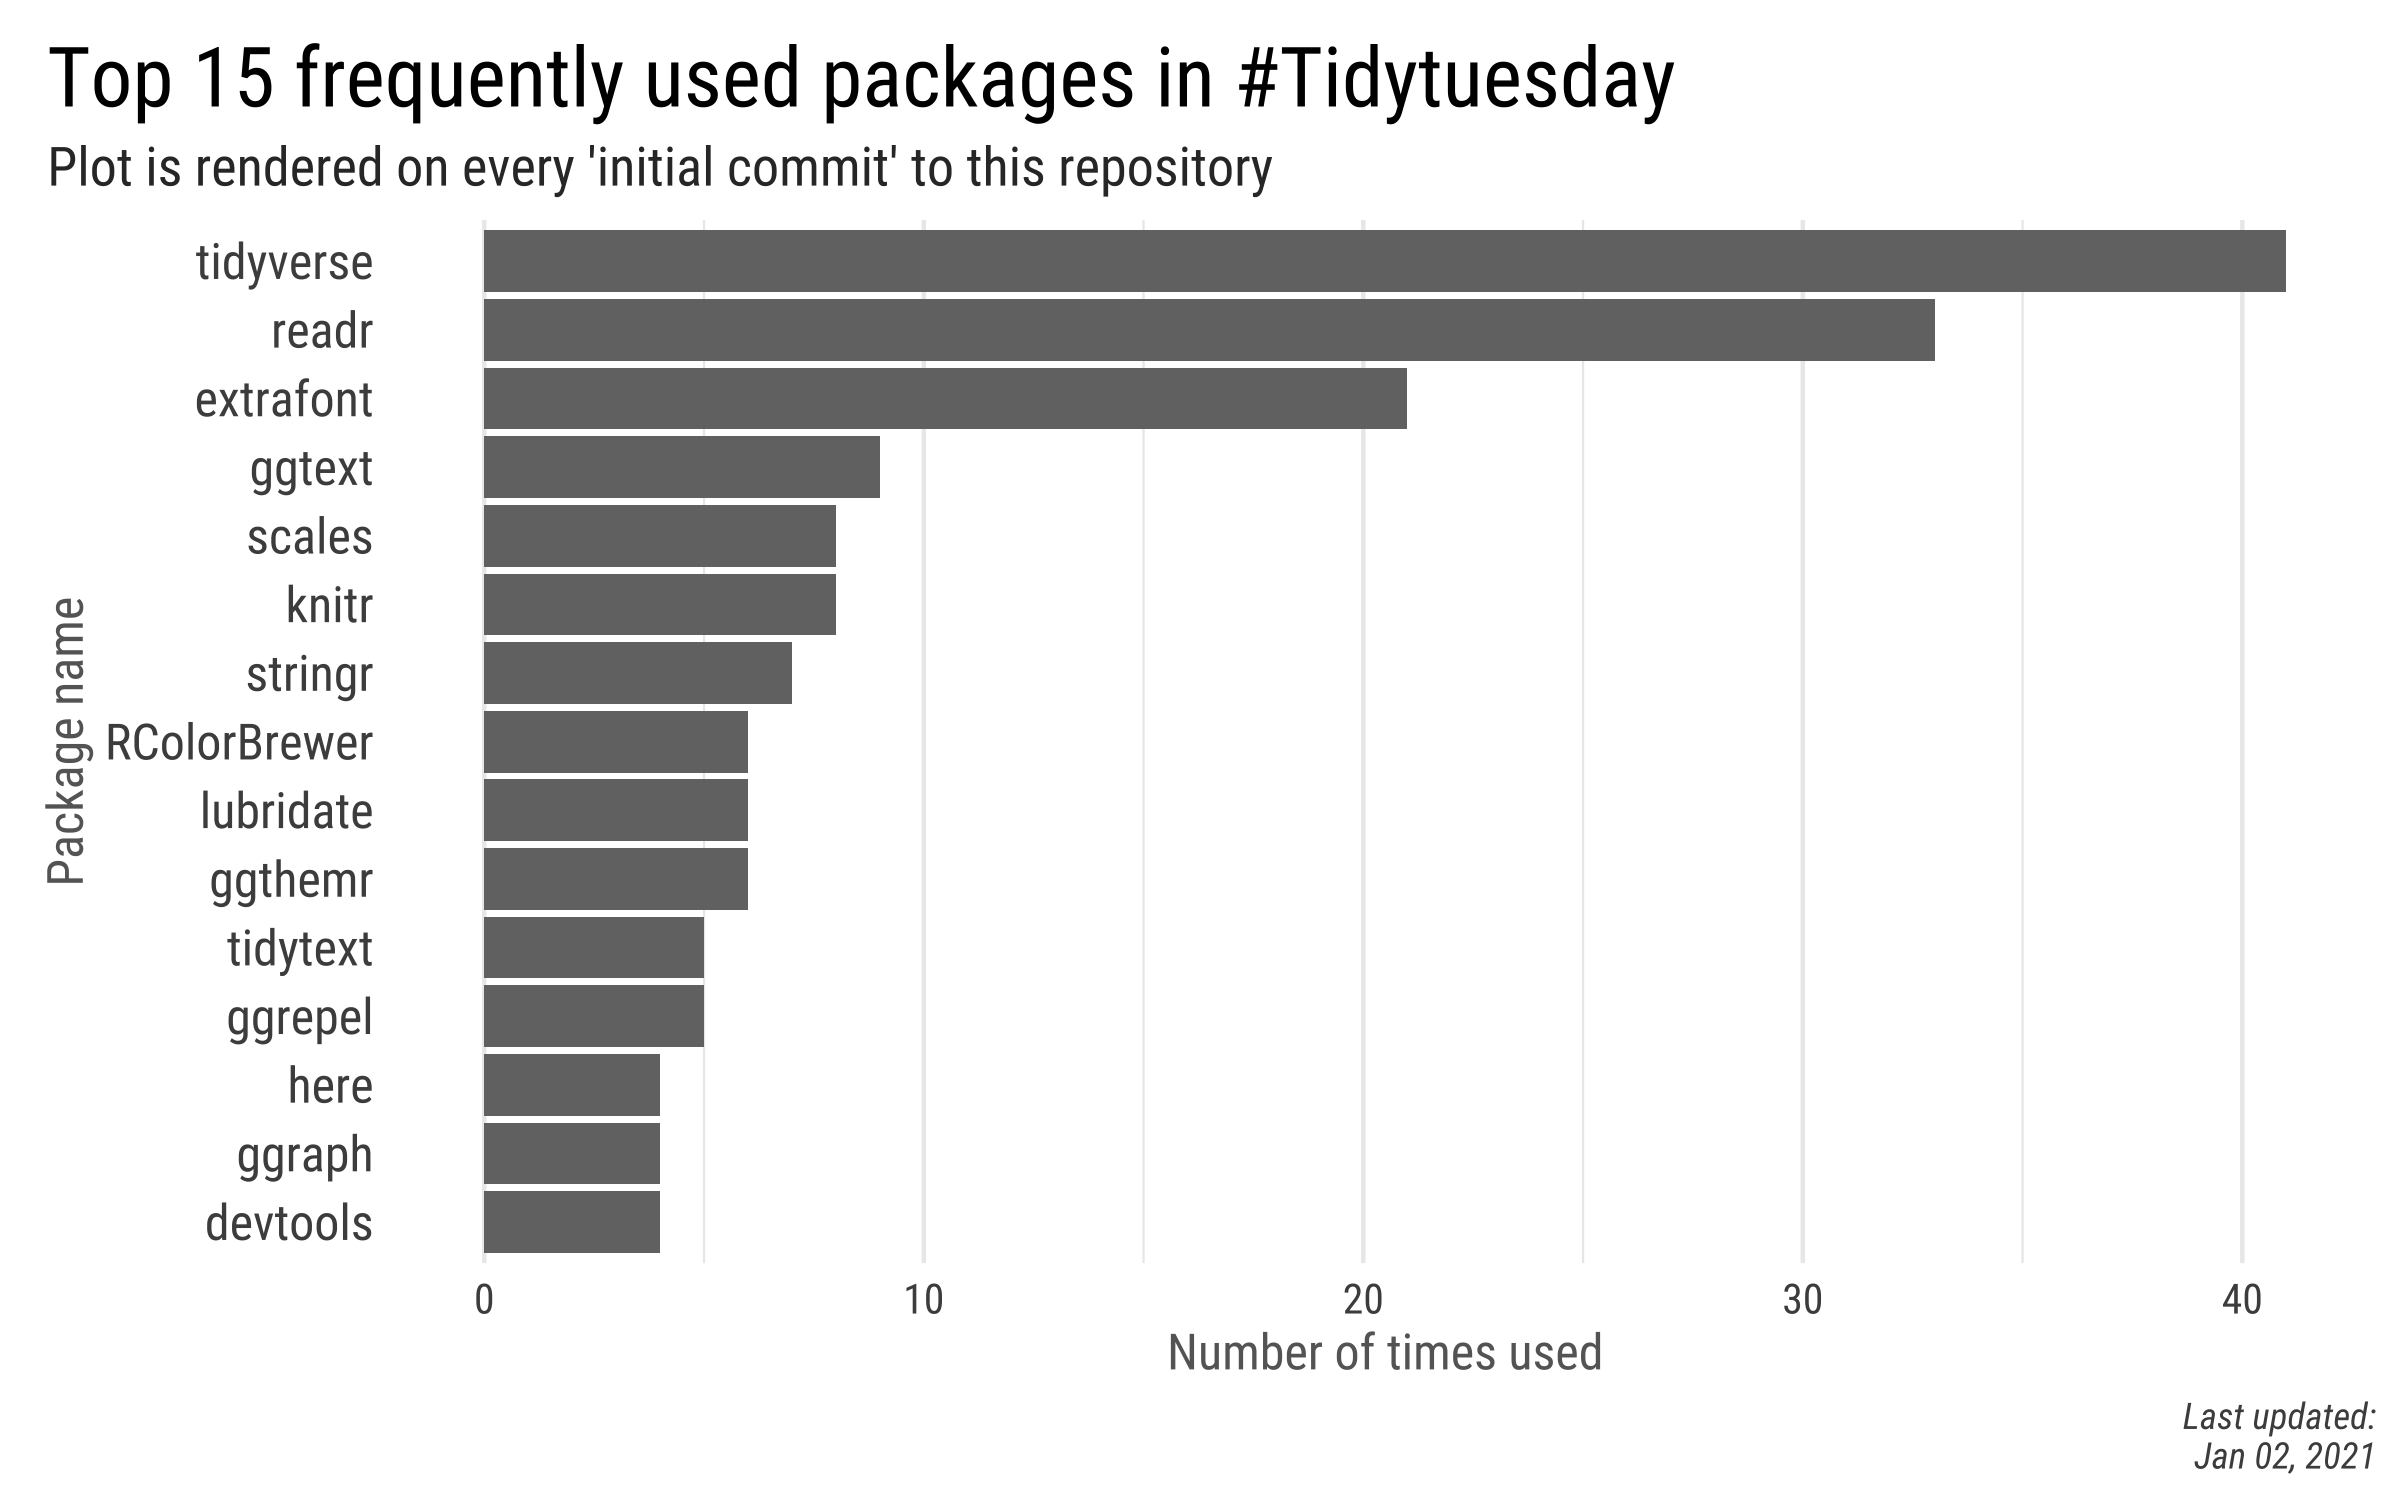 Top 15 frequently used packages in #Tidytuesday
Plot is rendered on every 'initial commit' to this repository
Package name
tidyverse
readr
extrafont
ggtext
scales
knitr
stringr
RColorBrewer
lubridate
ggthemr
tidytext
ggrepel
here
ggraph
devtools
0 10 20 30 40
Number of times used
Last updated:
Jan 02, 2021